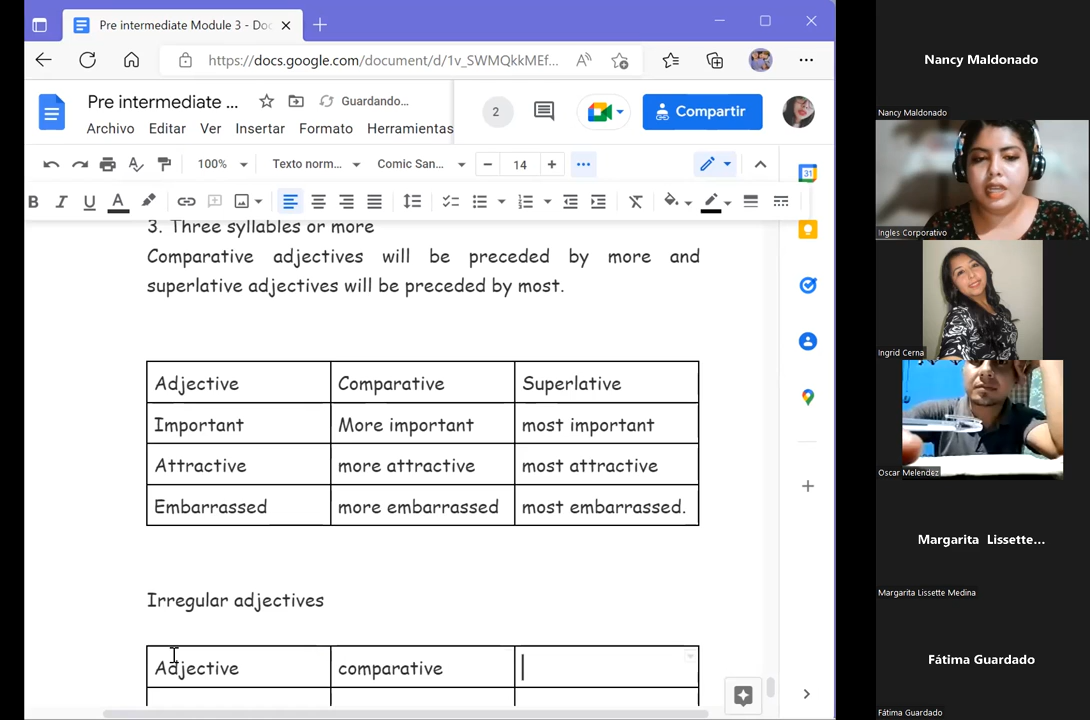 Pre intermediate Module 3 - Doc
https://docs.google.com/document/d/1v_SWMQkkMEf...
Pre intermediate ...
Guardando...
2
Compartir
Archivo Editar Ver Insertar Formato Herramientas
100% Texto norm... Comic San... 14
3. Three syllables or more
Comparative adjectives will be preceded by more and
superlative adjectives will be preceded by most.
Adjective Comparative Superlative
Important More important most important
Attractive more attractive most attractive
Embarrassed more embarrassed most embarrassed.
Irregular adjectives
Adjective comparative
Nancy Maldonado
Nancy Maldonado
Ingles Corporativo
Ingrid Cerna
Oscar Melendez
Margarita Lissette...
Margarita Lissette Medina
Fátima Guardado
Fátima Guardado